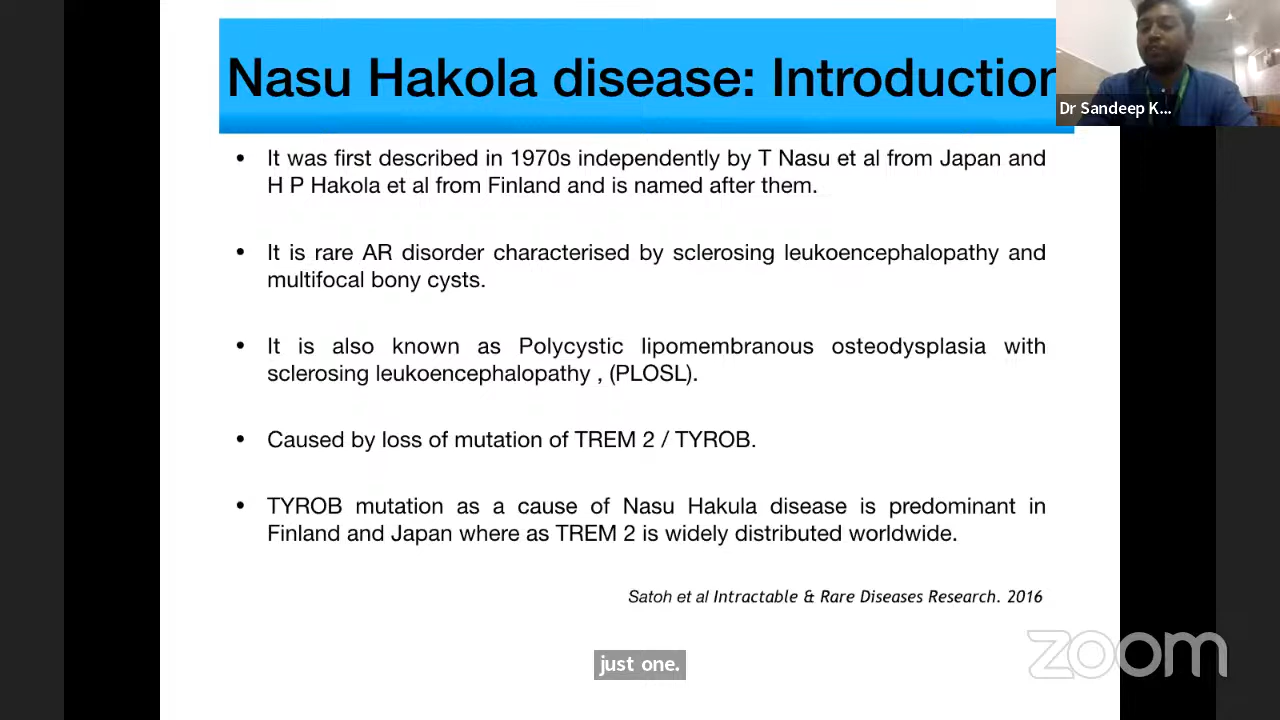 Nasu Hakola disease: Introduction
Dr Sandeep K...
• It was first described in 1970s independently by T Nasu et al from Japan and
H P Hakola et al from Finland and is named after them.
• It is rare AR disorder characterised by sclerosing leukoencephalopathy and
multifocal bony cysts.
• It is also known as Polycystic lipomembranous osteodysplasia with
sclerosing leukoencephalopathy , (PLOSL).
• Caused by loss of mutation of TREM 2 / TYROB.
• TYROB mutation as a cause of Nasu Hakula disease is predominant in
Finland and Japan where as TREM 2 is widely distributed worldwide.
Satoh et al Intractable & Rare Diseases Research. 2016
zoom
just one.